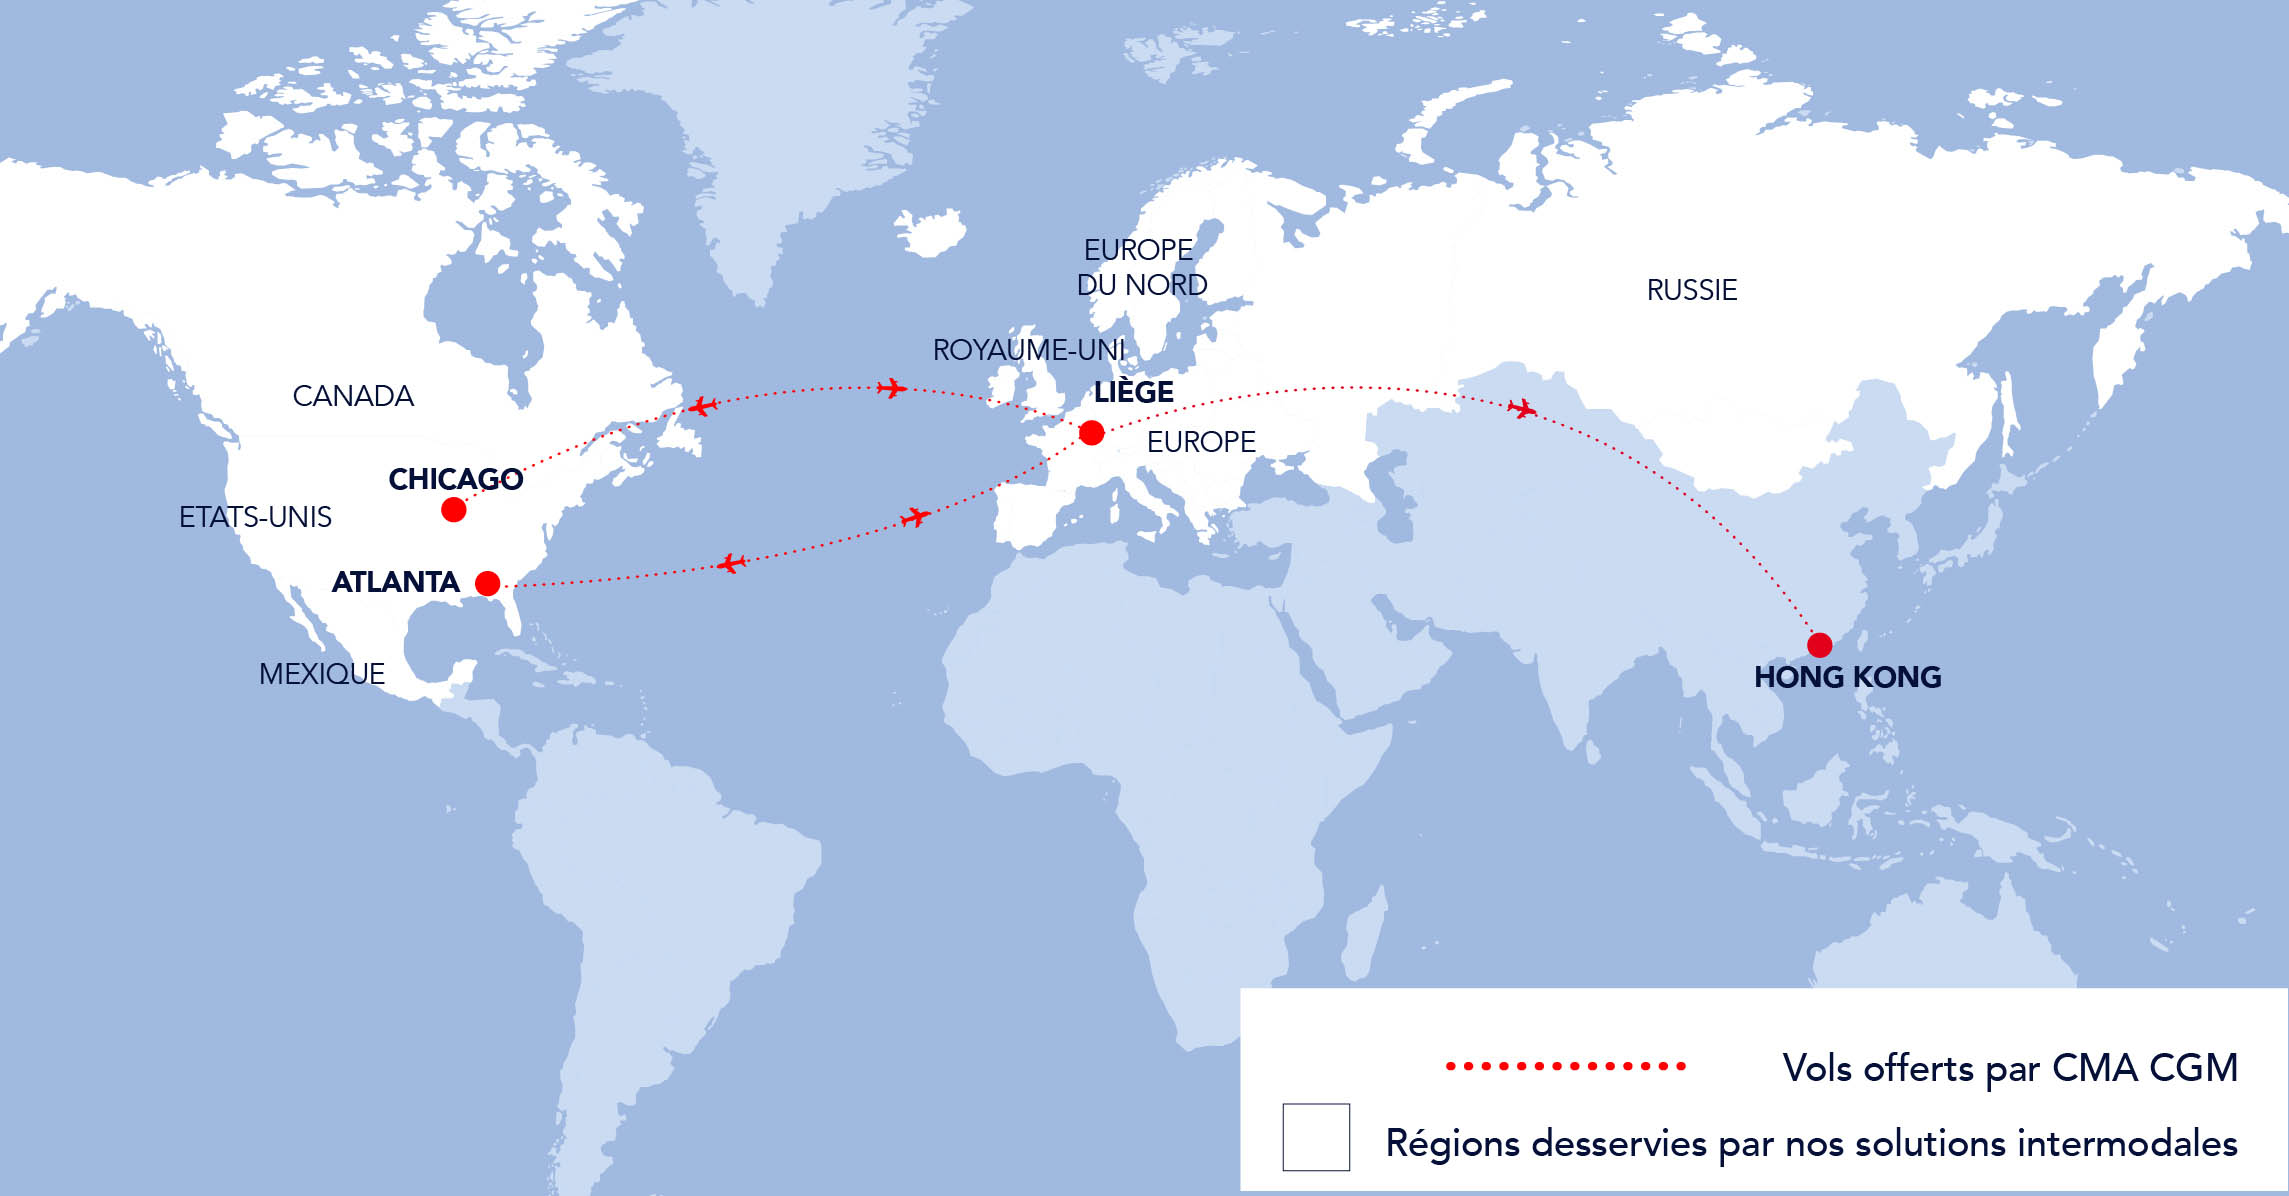 EUROPE
DU NORD
RUSSIE
ROYAUME-UNI
CANADA
LIÈGE
EUROPE
CHICAGO
ETATS-UNIS
ATLANTA
MEXIQUE
HONG KONG
Vols offerts par CMA CGM
Régions desservies par nos solutions intermodales